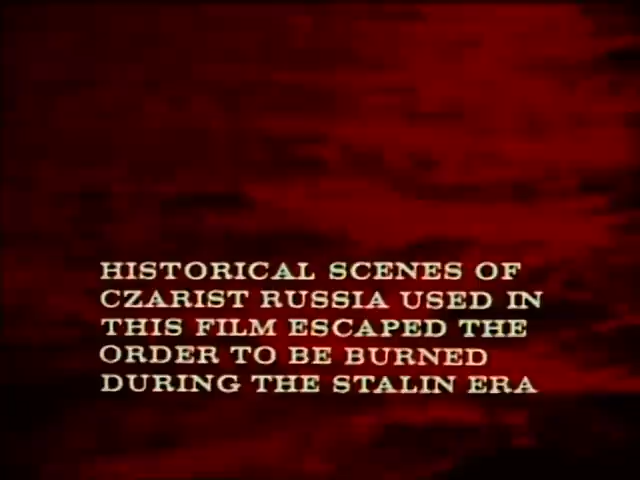 HISTORICAL SCENES OF
CZARIST RUSSIA USED IN
THIS FILM ESCAPED THE
ORDER TO BE BURNED
DURING THE STALIN ERA